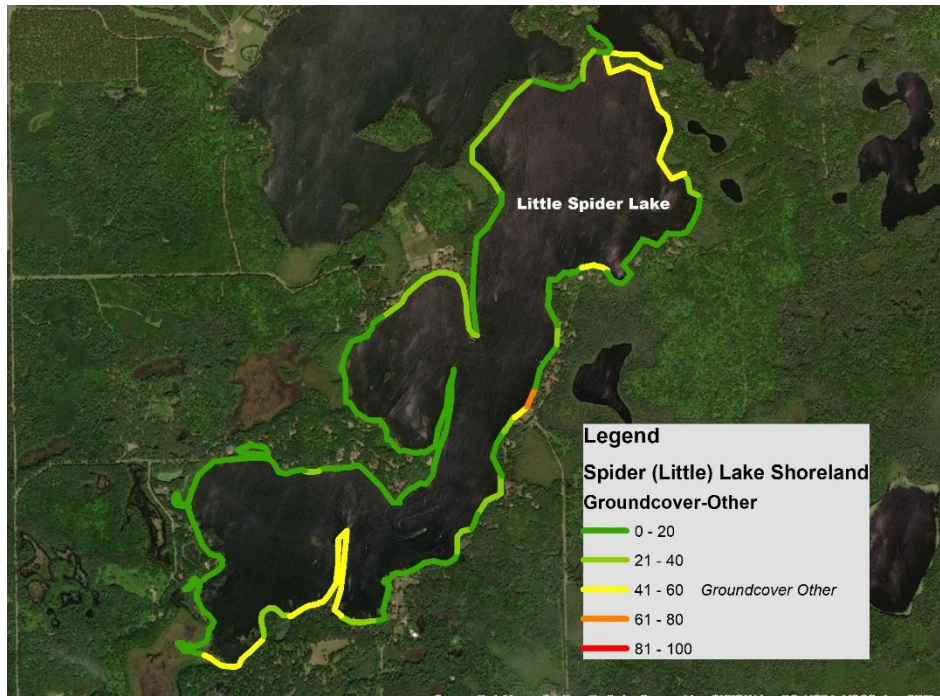 Little Spider Lake
Legend
Spider (Little) Lake Shoreland
Groundcover-Other
0 - 20
21 - 40
41 - 60 Groundcover Other
61 - 80
81 - 100